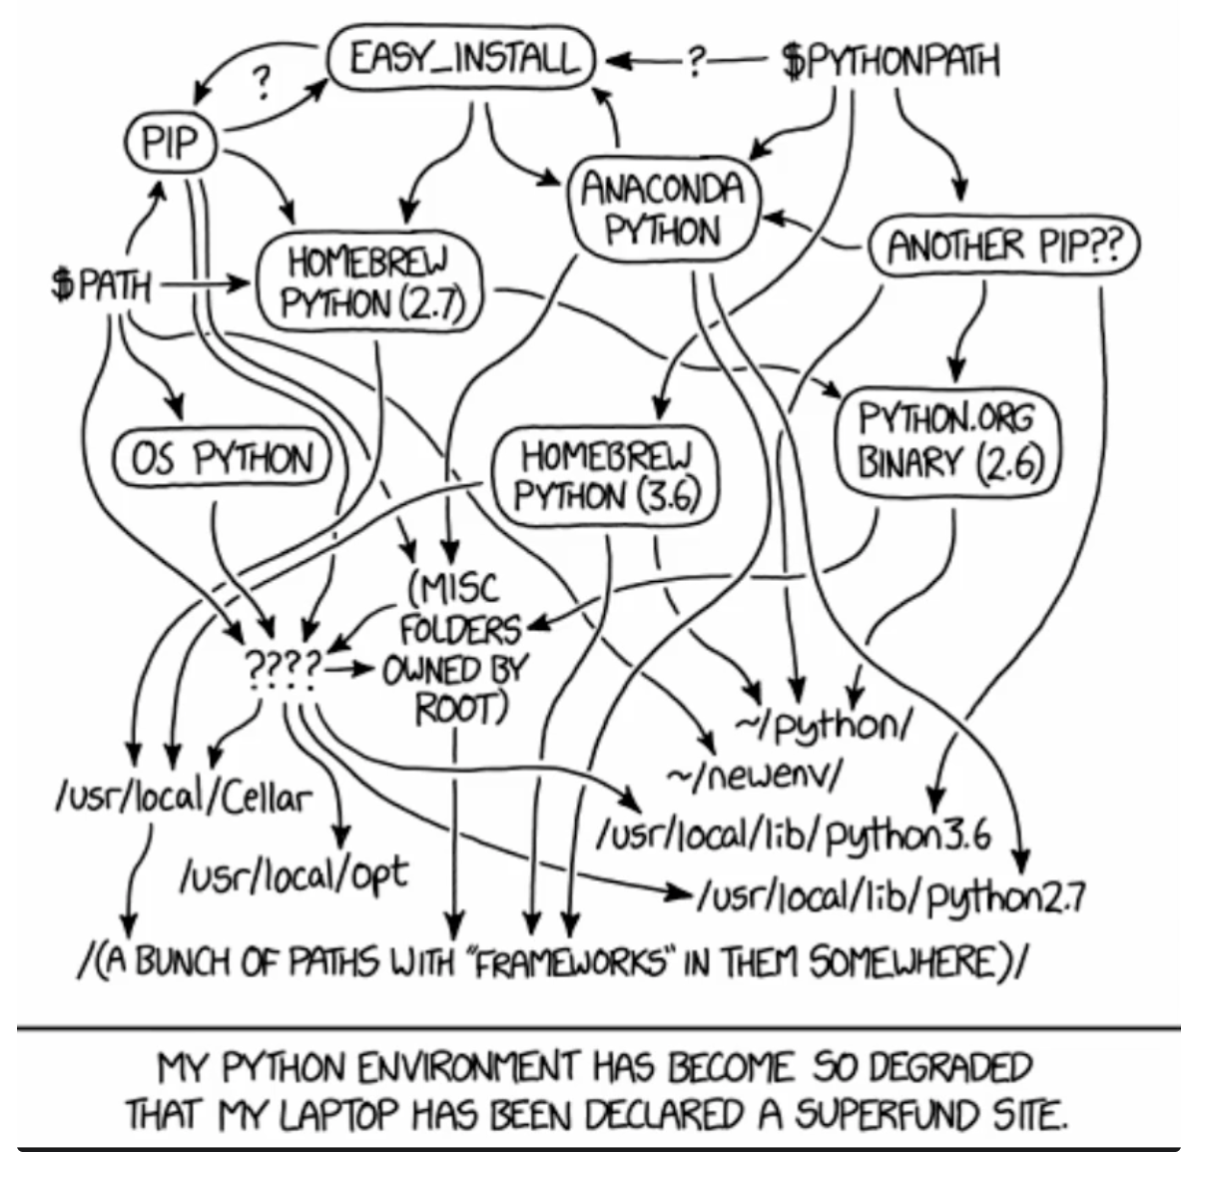 EASY_INSTALL
?
$PYTHONPATH
?
PIP
ANACONDA
PYTHON
ANOTHER PIP??
HOMEBREW
PYTHON (2.7)
$PATH
PYTHON.ORG
BINARY (2.6)
OS PYTHON
HOMEBREW
PYTHON (3.6)
(MISC
FOLDERS
OWNED BY
ROOT)
????
~/python/
~/newenv/
/usr/local/Cellar
/usr/local/lib/python3.6
/usr/local/opt
/usr/local/lib/python2.7
/(A BUNCH OF PATHS WITH "FRAMEWORKS" IN THEM SOMEWHERE)/
MY PYTHON ENVIRONMENT HAS BECOME SO DEGRADED
THAT MY LAPTOP HAS BEEN DECLARED A SUPERFUND SITE.